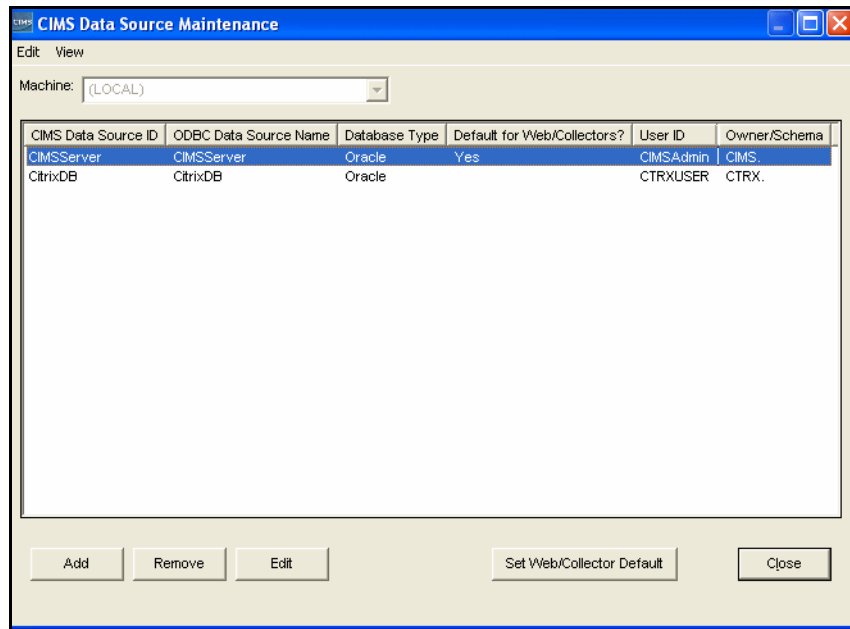 CIMS CIMS Data Source Maintenance
Edit View
Machine: (LOCAL)
CIMS Data Source ID ODBC Data Source Name Database Type Default for Web/Collectors? User ID Owner/Schema
CIMSServer CIMSServer Oracle Yes CIMSAdmin CIMS.
CitrixDB CitrixDB Oracle CTRXUSER CTRX.
Add Remove Edit Set Web/Collector Default Close